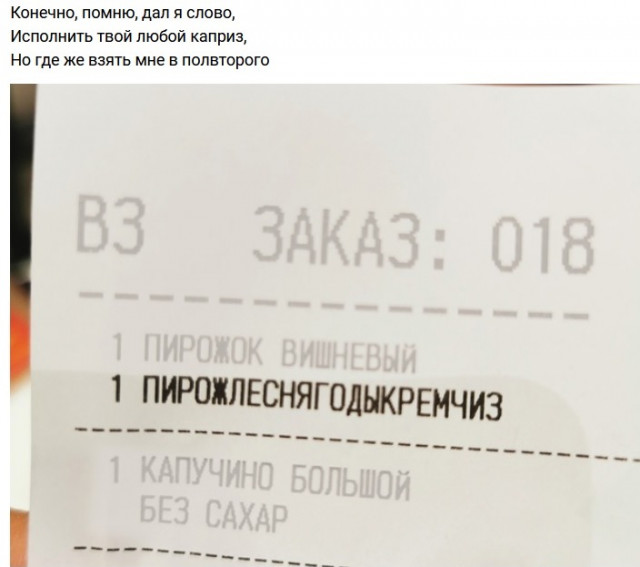 Конечно, помню, дал я слово,
Исполнить твой любой каприз,
Но где же взять мне в полвторого
ВЗ ЗАКАЗ: 018
1 ПИРОЖОК ВИШНЕВЫЙ
1 ПИРОЖЛЕСНЯГОДЫКРЕМЧИЗ
1 КАПУЧИНО БОЛЬШОЙ
БЕЗ САХАР